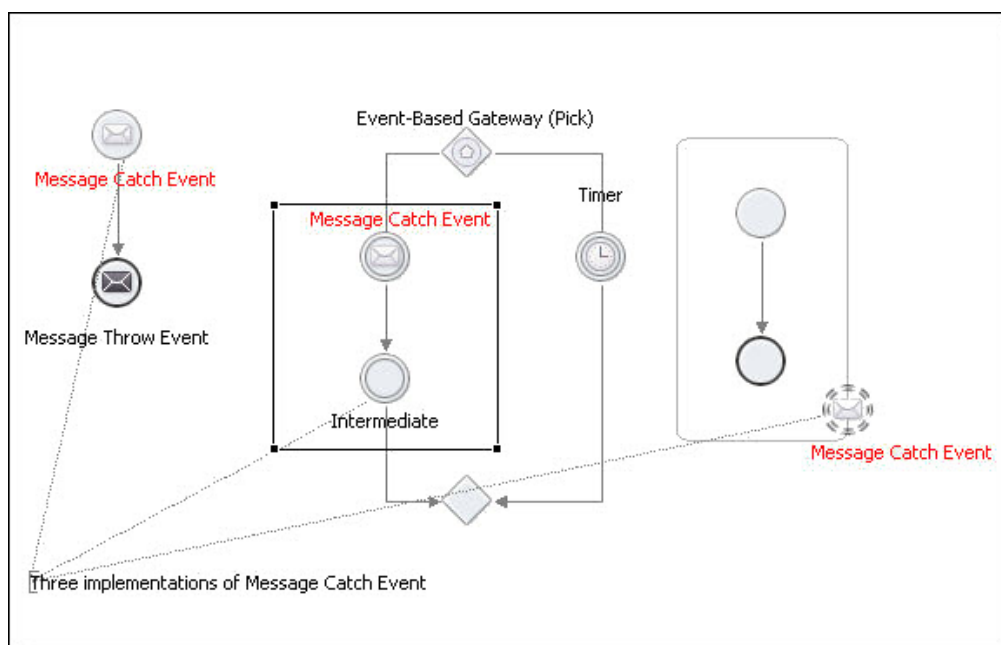 Event-Based Gateway (Pick)
Message Catch Event
Timer
Message Catch Event
Message Throw Event
Intermediate
Message Catch Event
Three implementations of Message Catch Event